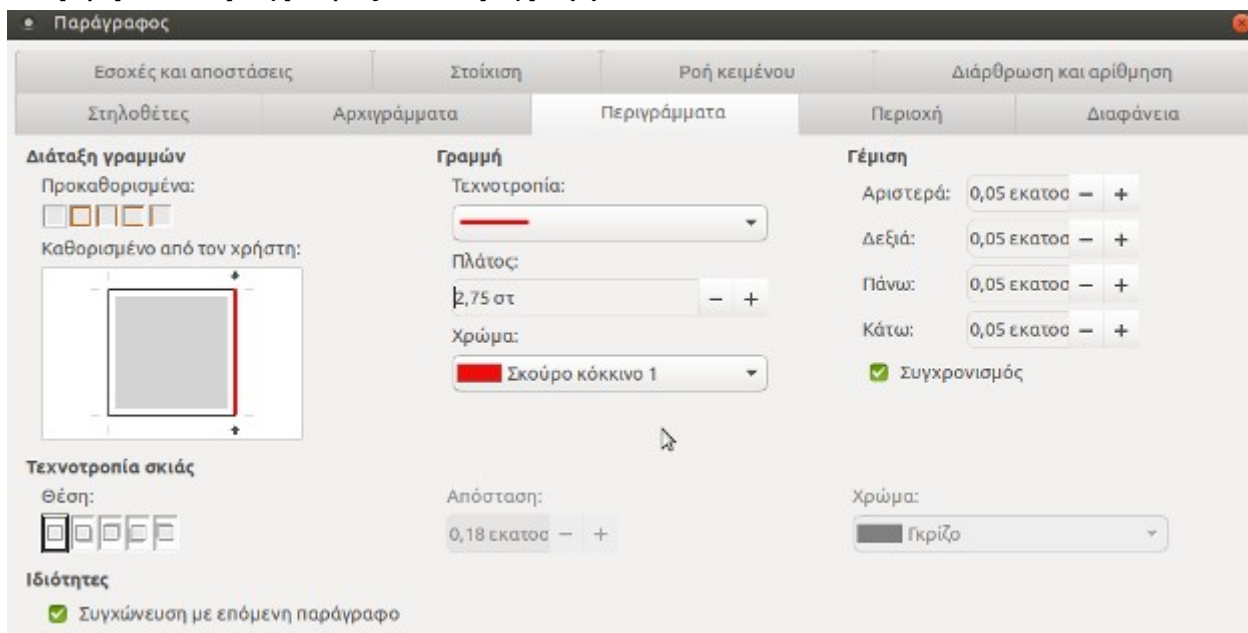 Παράγραφος
Εσοχές και αποστάσεις Στοίχιση Ροή κειμένου Διάρθρωση και αρίθμηση
Στηλοθέτες Αρχιγράμματα Περιγράμματα Περιοχή Διαφάνεια
Διάταξη γραμμών
Προκαθορισμένα:
Καθορισμένο από τον χρήστη:
Γραμμή
Τεχνοτροπία:
Πλάτος:
2,75 στ
Χρώμα:
Σκούρο κόκκινο 1
Γέμιση
Αριστερά: 0,05 εκατοσ
Δεξιά: 0,05 εκατοσ
Πάνω: 0,05 εκατοσ
Κάτω: 0,05 εκατοσ
Συγχρονισμός
Τεχνοτροπία σκιάς
Θέση:
Απόσταση:
0,18 εκατοσ
Χρώμα:
Γκρίζο
Ιδιότητες
Συγχώνευση με επόμενη παράγραφο